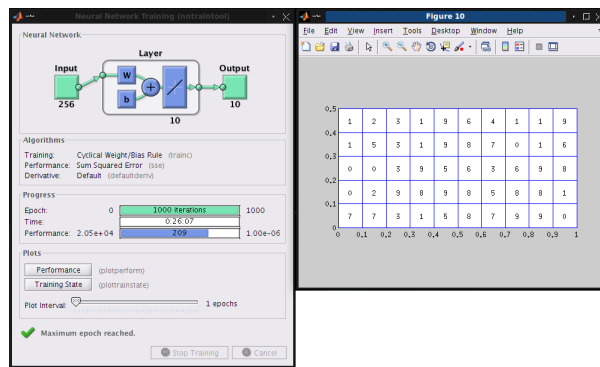 Neural Network Training (nntraintool)
Neural Network
Layer
Input
Output
W
b
256
10
10
Algorithms
Training: Cyclical Weight/Bias Rule (trainc)
Performance: Sum Squared Error (sse)
Derivative: Default (defaultderiv)
Progress
Epoch: 0 1000 iterations 1000
Time: 0:26:07
Performance: 2.05e+04 209 1.00e-06
Plots
Performance (plotperform)
Training State (plottrainstate)
Plot Interval: 1 epochs
Maximum epoch reached.
Stop Training Cancel
Figure 10
File Edit View Insert Tools Desktop Window Help
0.5
1 2 3 1 9 6 4 1 1 9
0.4
1 5 3 1 9 8 7 0 1 6
0.3
0 0 3 9 5 6 3 6 9 8
0.2
0 2 9 8 9 8 5 8 8 1
0.1
7 7 3 1 5 8 7 9 9 0
0
0 0.1 0.2 0.3 0.4 0.5 0.6 0.7 0.8 0.9 1